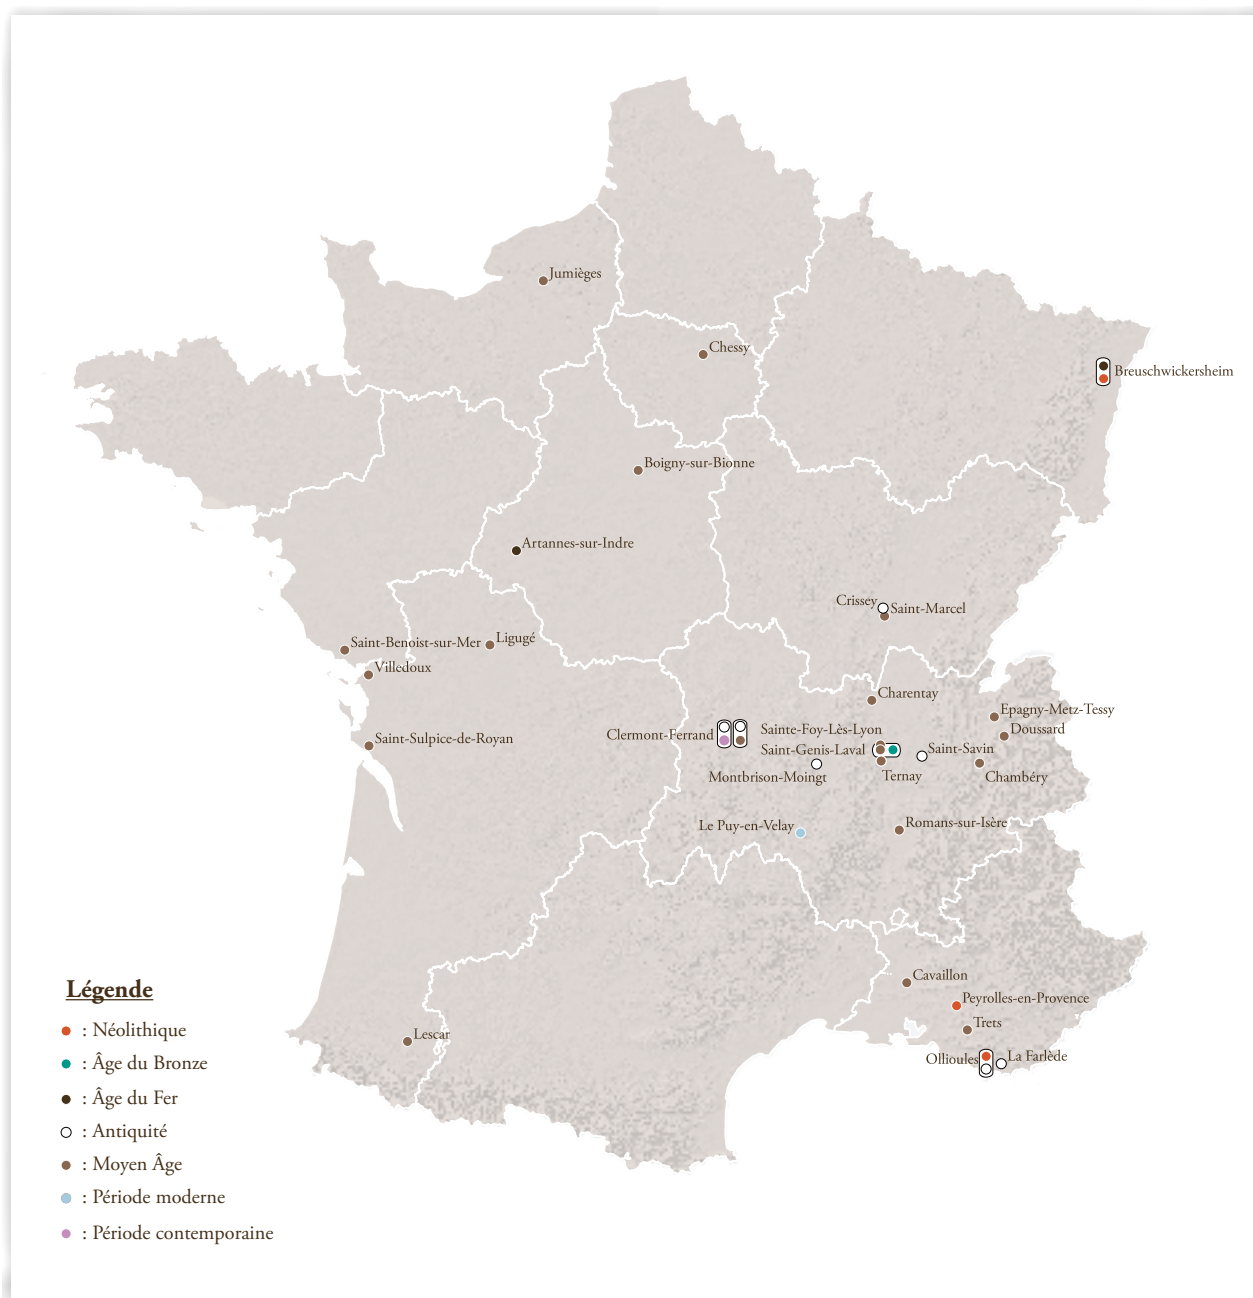 Jumièges
Chessy
Breuschwickersheim
Boigny-sur-Bionne
Artannes-sur-Indre
Crissey
Saint-Marcel
Saint-Benoist-sur-Mer
Ligugé
Villedoux
Charentay
Epagny-Metz-Tessy
Doussard
Clermont-Ferrand
Sainte-Foy-Lès-Lyon
Saint-Sulpice-de-Royan
Saint-Genis-Laval
Saint-Savin
Montbrison-Moingt
Ternay
Chambéry
Le Puy-en-Velay
Romans-sur-Isère
Cavaillon
Peyrolles-en-Provence
Trets
Lescar
Ollioules
La Farlède
Légende
: Néolithique
: Âge du Bronze
: Âge du Fer
: Antiquité
: Moyen Âge
: Période moderne
: Période contemporaine